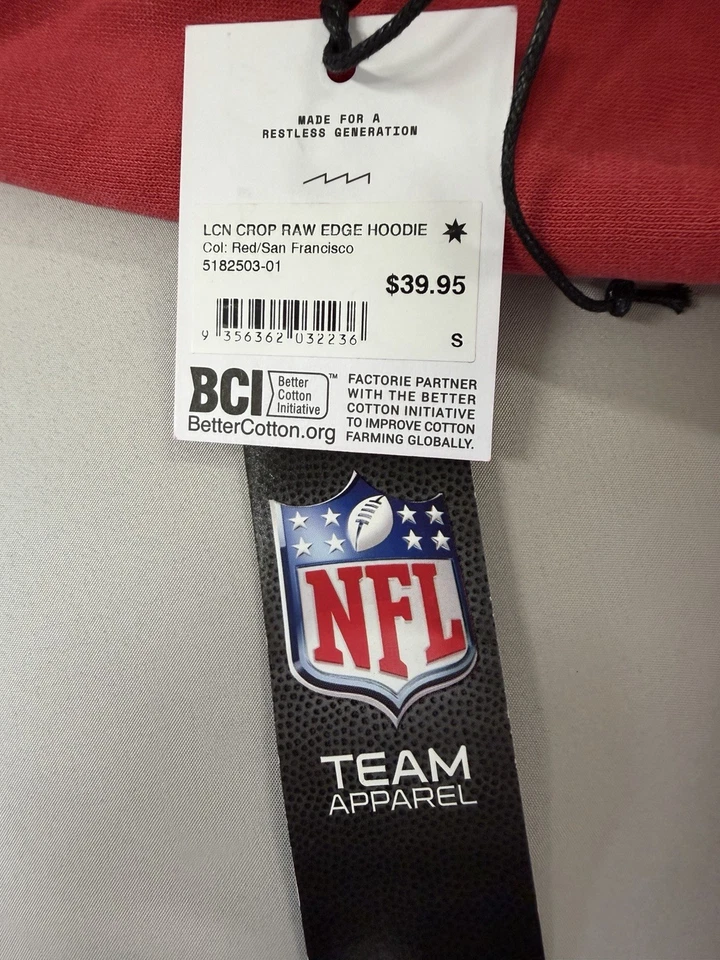 MADE FOR A
RESTLESS GENERATION
LCN CROP RAW EDGE HOODIE
Col: Red/San Francisco
5182503-01
$39.95
9 356362 032236
S
BCI
Better
Cotton
Initiative
™
BetterCotton.org
FACTORIE PARTNER
WITH THE BETTER
COTTON INITIATIVE
TO IMPROVE COTTON
FARMING GLOBALLY.
NFL
TEAM
APPAREL